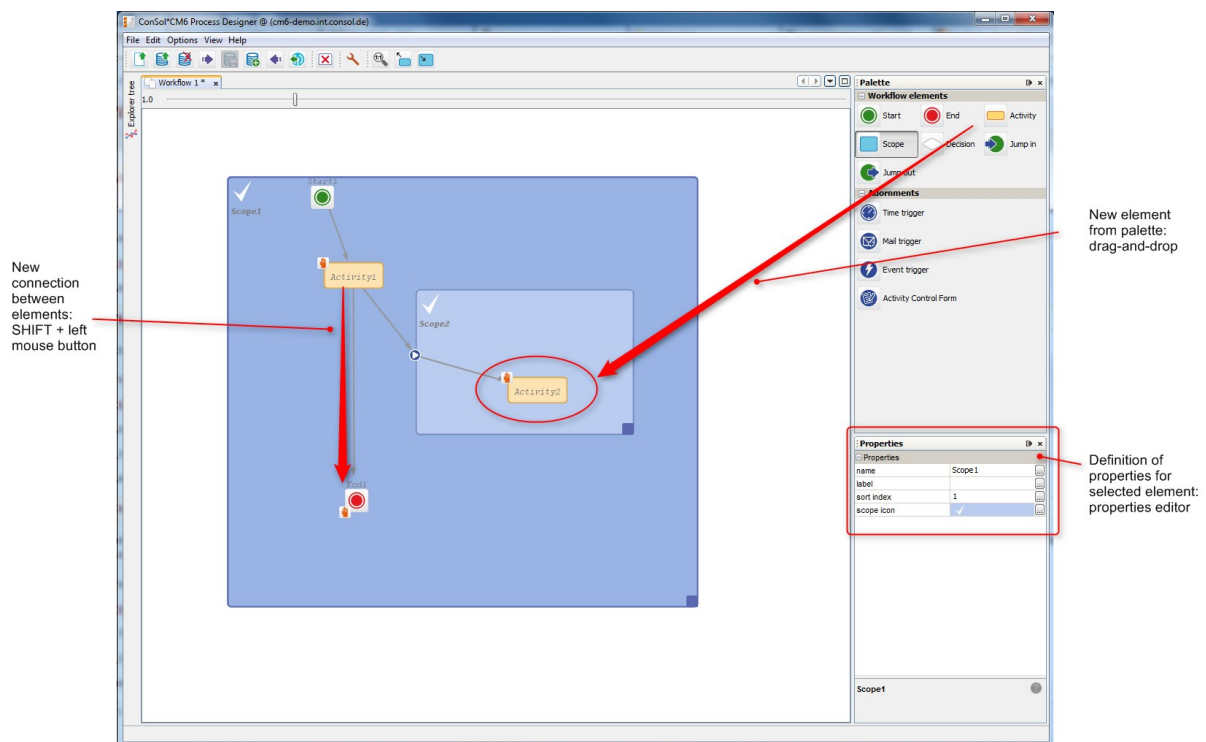 ConSol*CM6 Process Designer @ (cm6-demo.int.consol.de)
File Edit Options View Help
Explorer tree
Workflow 1 *
1.0
Start1
Scope1
Activity1
Scope2
Activity2
End1
Palette
Workflow elements
Start
End
Activity
Scope
Decision
Jump in
Jump out
Adornments
Time trigger
Mail trigger
Event trigger
Activity Control Form
Properties
Properties
name Scope1
label
sort index 1
scope icon
Scope1
New
connection
between
elements:
SHIFT + left
mouse button
New element
from palette:
drag-and-drop
Definition of
properties for
selected element:
properties editor